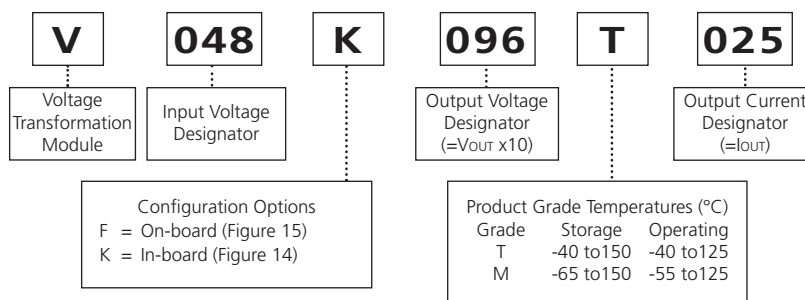 V 048 K 096 T 025
Voltage
Transformation
Module
Input Voltage
Designator
Output Voltage
Designator
(=VOUT x10)
Output Current
Designator
(=IOUT)
Configuration Options
F = On-board (Figure 15)
K = In-board (Figure 14)
Product Grade Temperatures (°C)
Grade Storage Operating
T -40 to150 -40 to125
M -65 to150 -55 to125